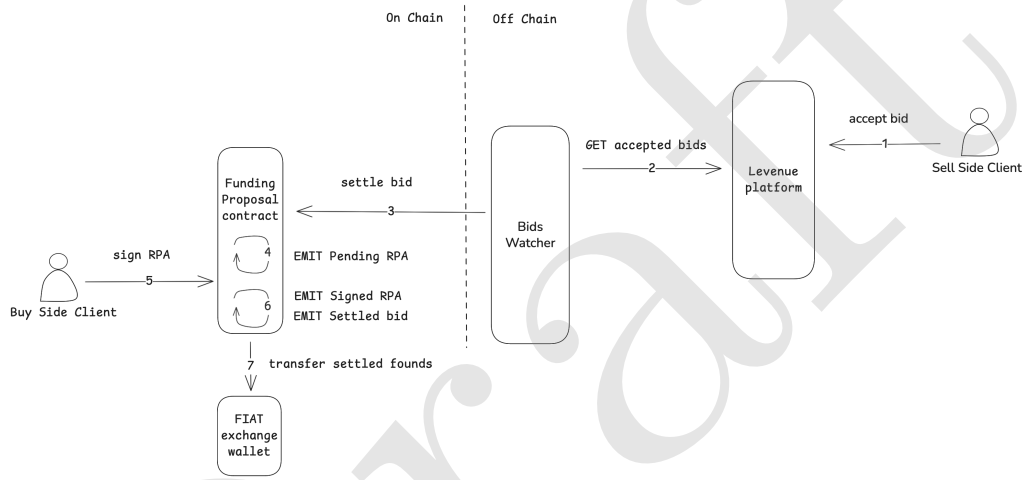 On Chain
Off Chain
accept bid
1
Sell Side Client
GET accepted bids
2
Levenue
platform
settle bid
3
Bids
Watcher
Funding
Proposal
contract
4
EMIT Pending RPA
sign RPA
5
Buy Side Client
6
EMIT Signed RPA
EMIT Settled bid
7
transfer settled founds
FIAT
exchange
wallet
raft